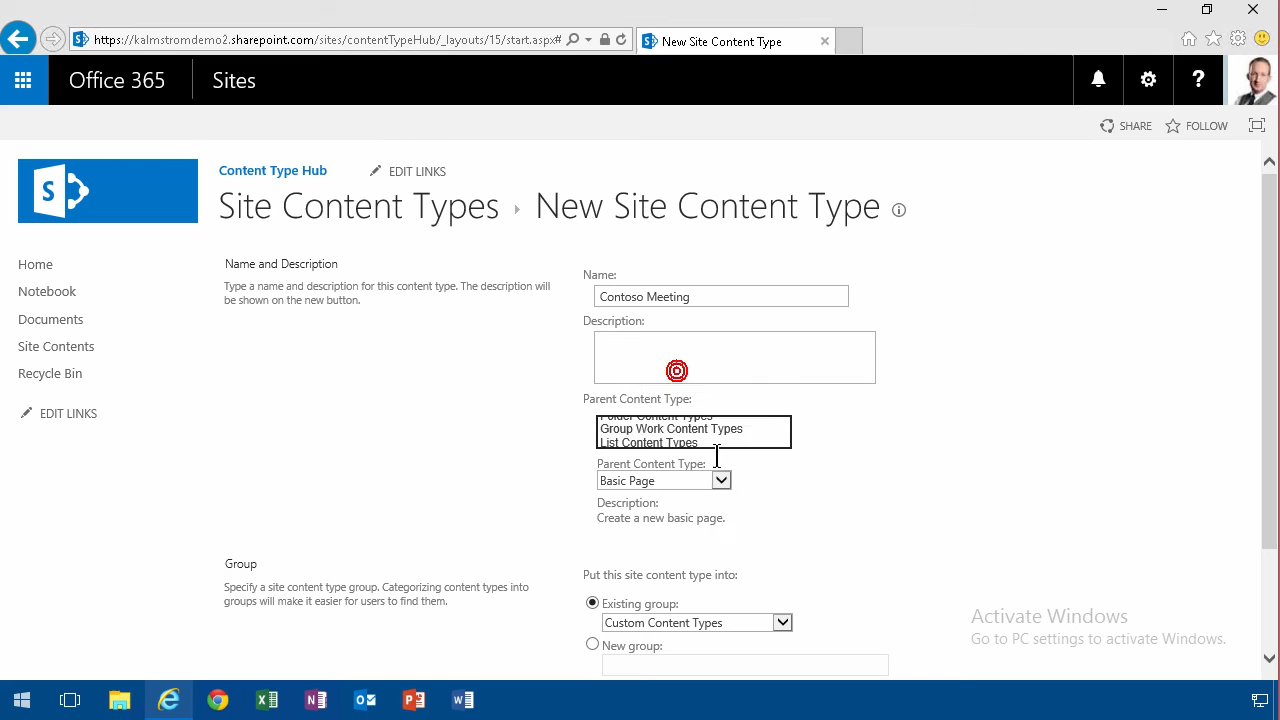 https://kalmstromdemo2.sharepoint.com/sites/contentTypeHub/_layouts/15/start.aspx#
New Site Content Type
Office 365
Sites
SHARE
FOLLOW
Content Type Hub
EDIT LINKS
Site Content Types
New Site Content Type
Home
Notebook
Documents
Site Contents
Recycle Bin
EDIT LINKS
Name and Description
Type a name and description for this content type. The description will
be shown on the new button.
Name:
Contoso Meeting
Description:
Parent Content Type:
Folder Content Types
Group Work Content Types
List Content Types
Parent Content Type:
Basic Page
Description:
Create a new basic page.
Group
Specify a site content type group. Categorizing content types into
groups will make it easier for users to find them.
Put this site content type into:
Existing group:
Custom Content Types
New group:
Activate Windows
Go to PC settings to activate Windows.